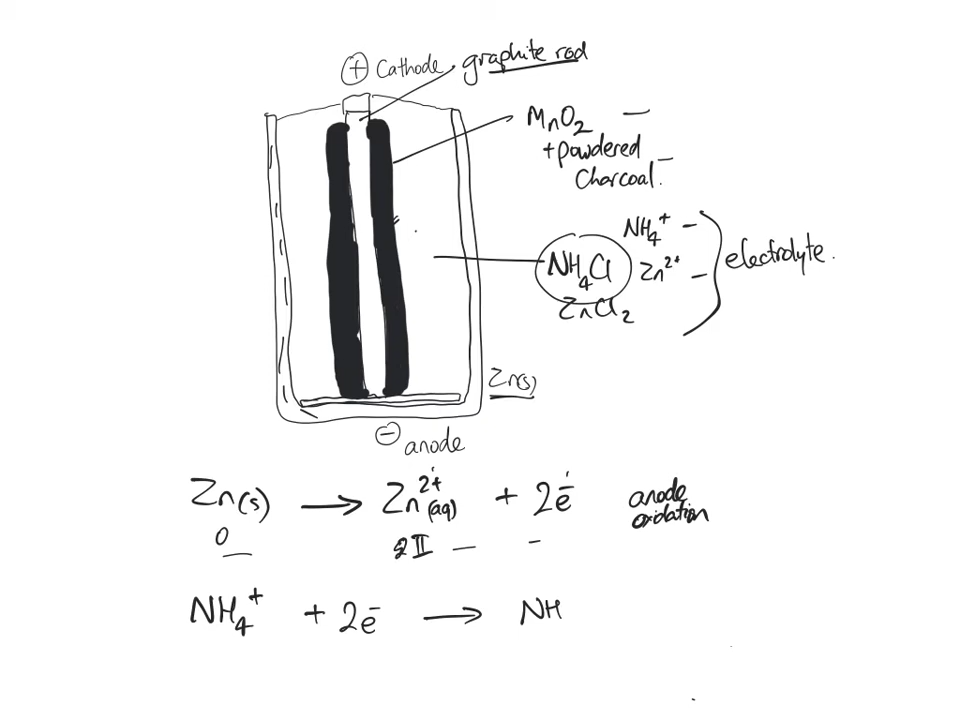 ⊕ Cathode graphite rod
MnO₂
+powdered
Charcoal.
NH₄⁺
NH₄Cl Zn²⁺
ZnCl₂
electrolyte.
Zn(s)
⊖ anode
Zn(s) → Zn²⁺(aq) + 2e⁻ anode
oxidation
0 II
NH₄⁺ + 2e⁻ → NH